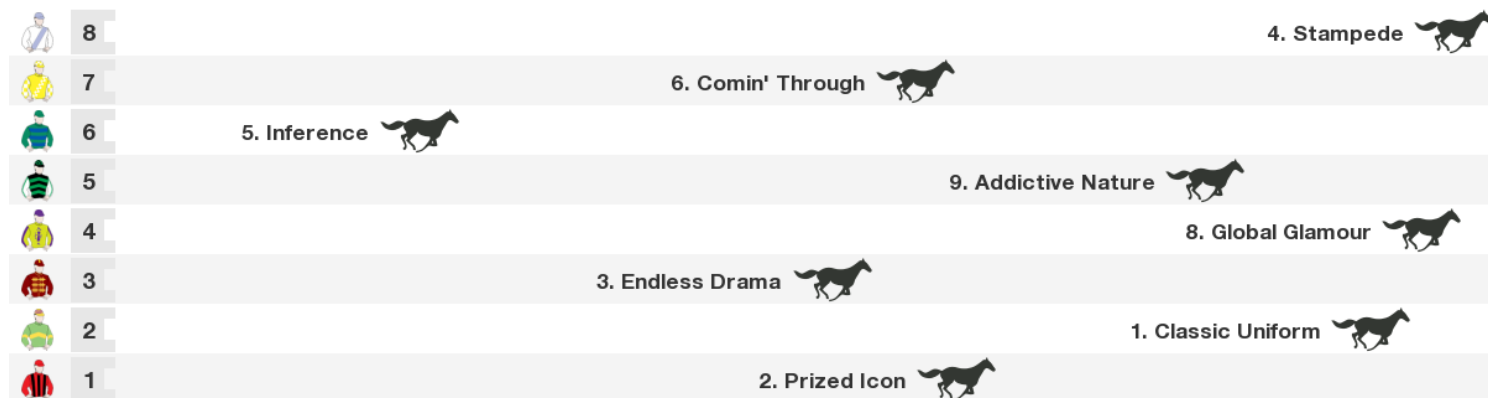 8 4. Stampede
7 6. Comin' Through
6 5. Inference
5 9. Addictive Nature
4 8. Global Glamour
3 3. Endless Drama
2 1. Classic Uniform
1 2. Prized Icon